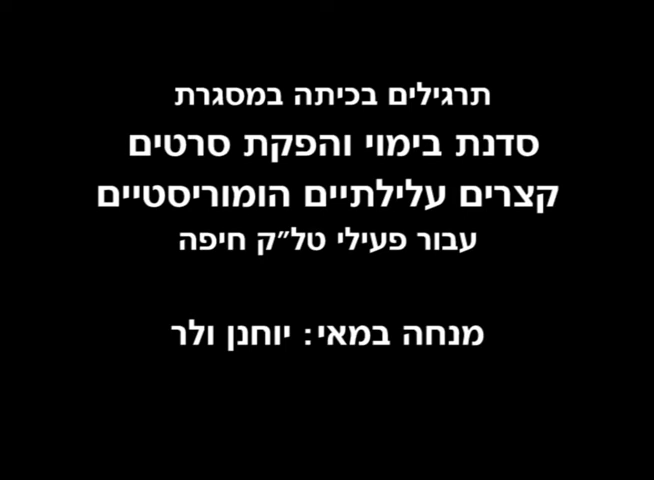 תרגילים בכיתה במסגרת
סדנת בימוי והפקת סרטים
קצרים עלילתיים הומוריסטיים
עבור פעילי טל״ק חיפה
מנחה במאי: יוחנן ולר